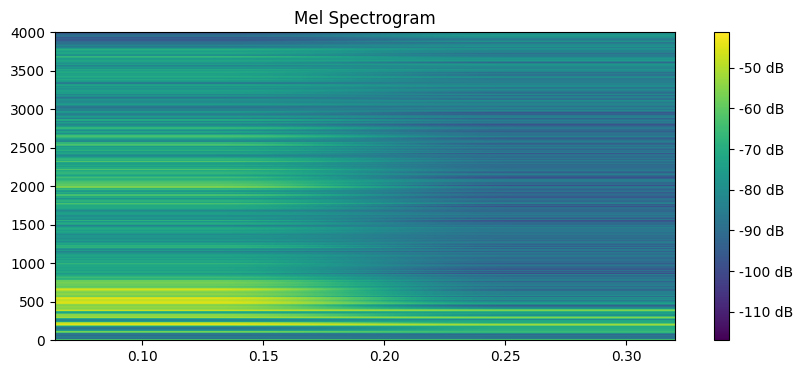 Mel Spectrogram
4000
3500
3000
2500
2000
1500
1000
500
0
0.10 0.15 0.20 0.25 0.30
-50 dB
-60 dB
-70 dB
-80 dB
-90 dB
-100 dB
-110 dB